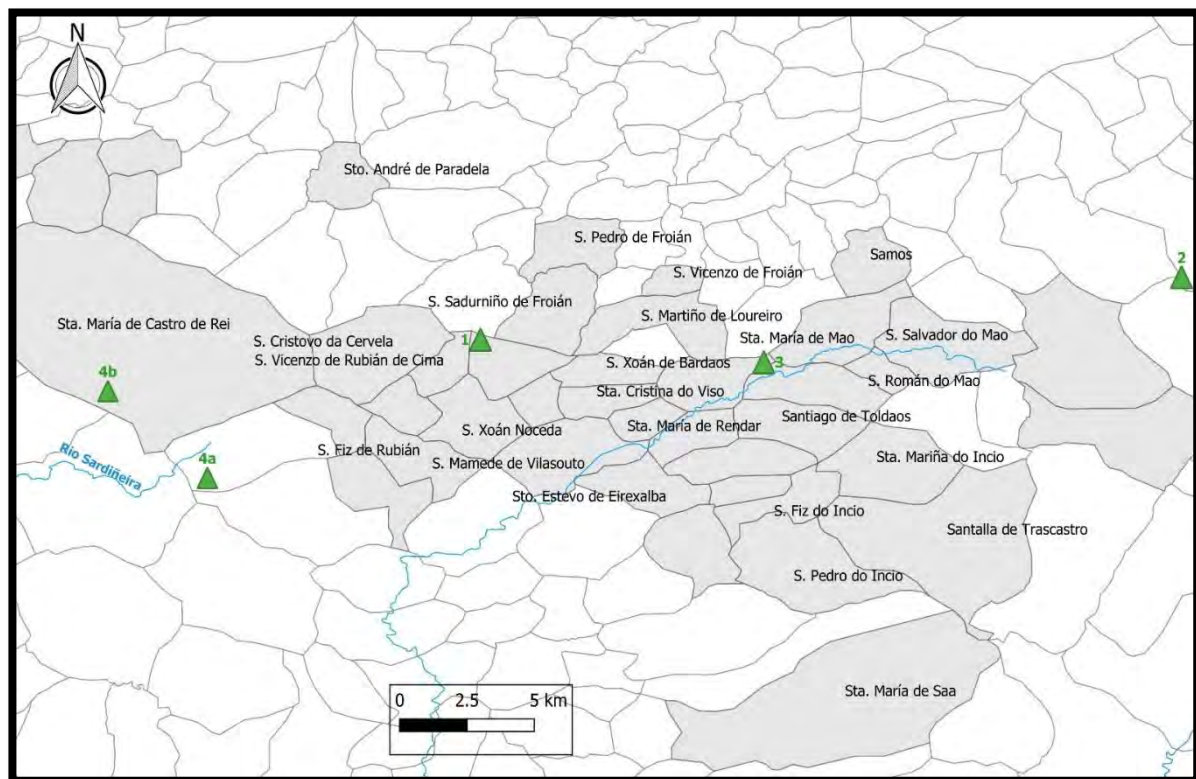 N
Sto. André de Paradela
S. Pedro de Froián
Samos
2
S. Vicenzo de Froián
S. Sadurniño de Froián
S. Martiño de Loureiro
Sta. María de Castro de Rei
S. Cristovo da Cervela
1
Sta. María de Mao
S. Salvador do Mao
S. Vicenzo de Rubián de Cima
S. Xoán de Bardaos
3
4b
S. Román do Mao
Sta. Cristina do Viso
Santiago de Toldaos
S. Xoán Noceda
Sta. María de Rendar
Río Sardiñeira
4a
S. Fiz de Rubián
S. Mamede de Vilasouto
Sta. Mariña do Incio
Sto. Estevo de Eirexalba
S. Fiz do Incio
Santalla de Trascastro
S. Pedro do Incio
Sta. María de Saa
0 2.5 5 km